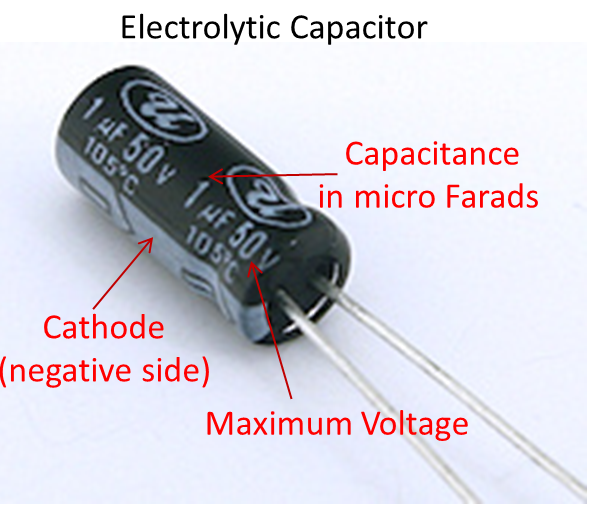 Electrolytic Capacitor
1 µF 50V
105°C
1 µF 50V
105°C
Capacitance
in micro Farads
Cathode
(negative side)
Maximum Voltage